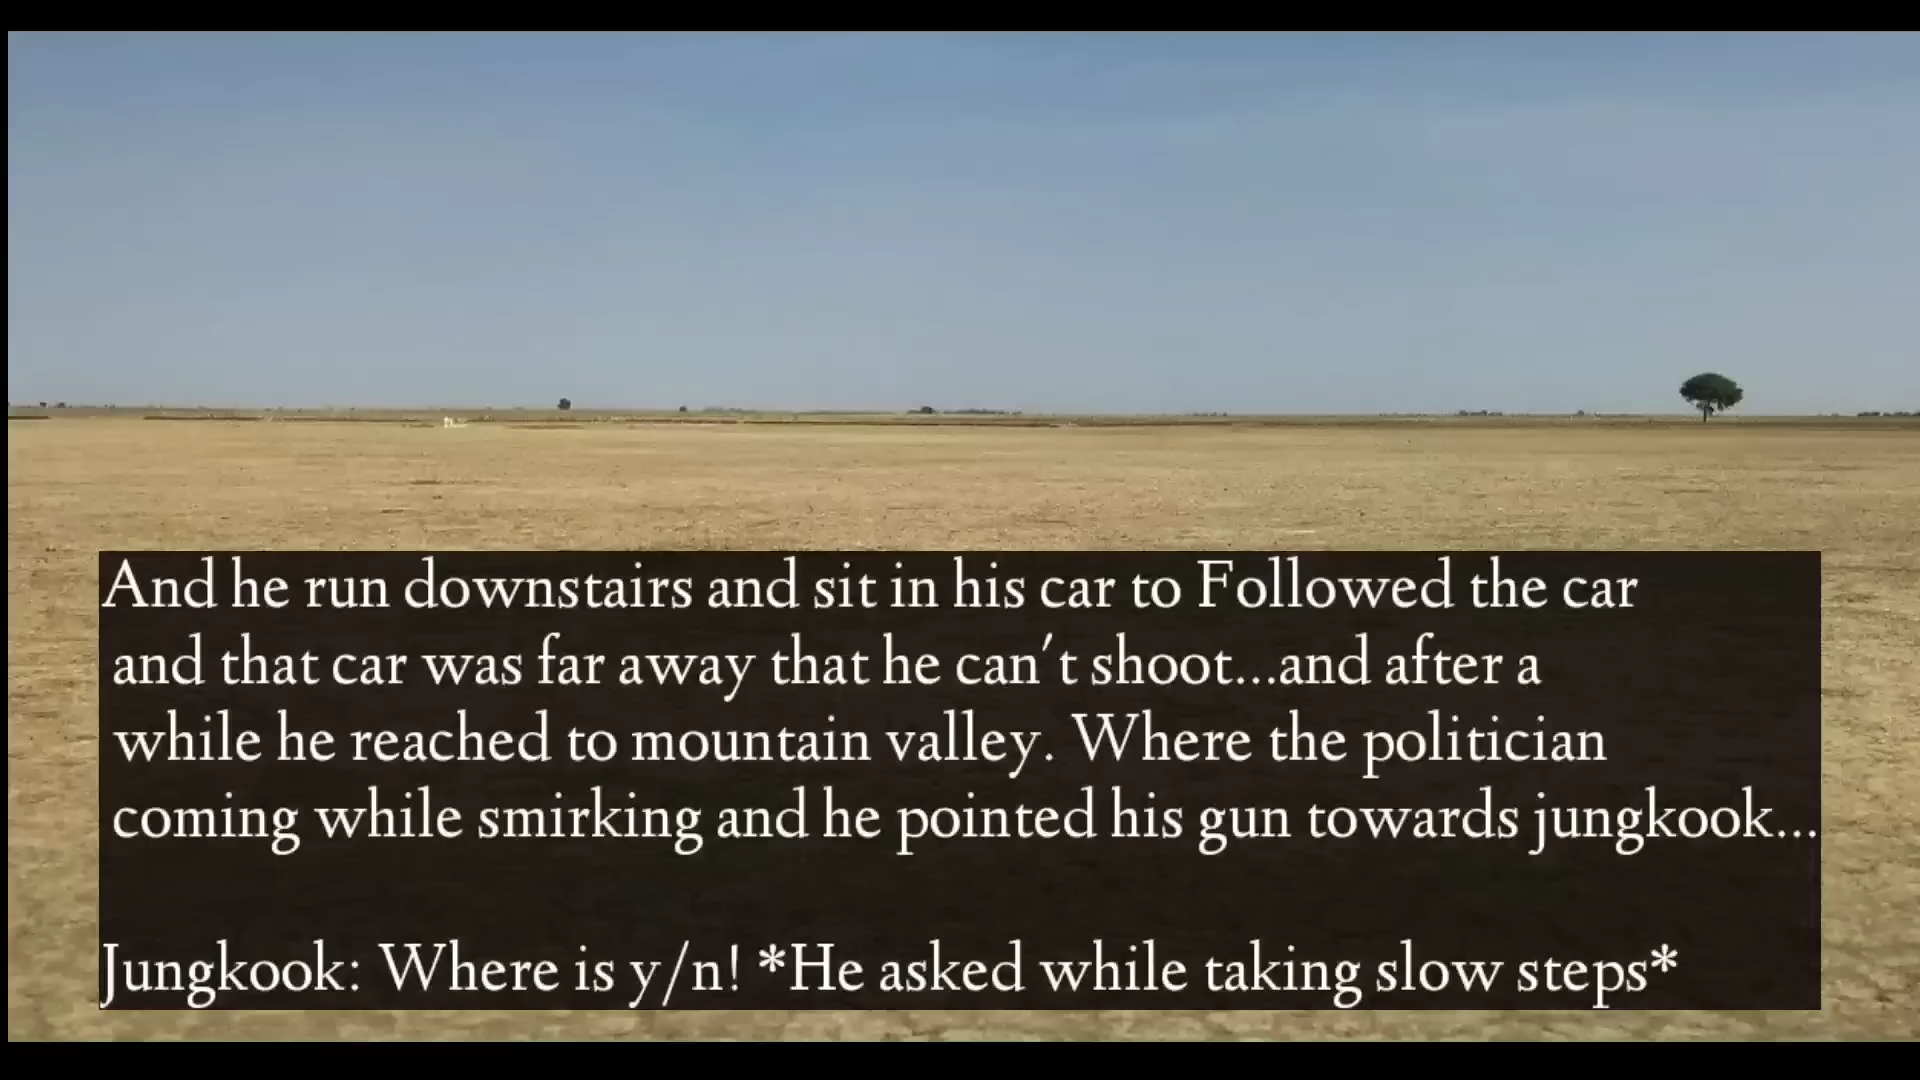 And he run downstairs and sit in his car to Followed the car
and that car was far away that he can't shoot...and after a
while he reached to mountain valley. Where the politician
coming while smirking and he pointed his gun towards jungkook...
Jungkook: Where is y/n! *He asked while taking slow steps*